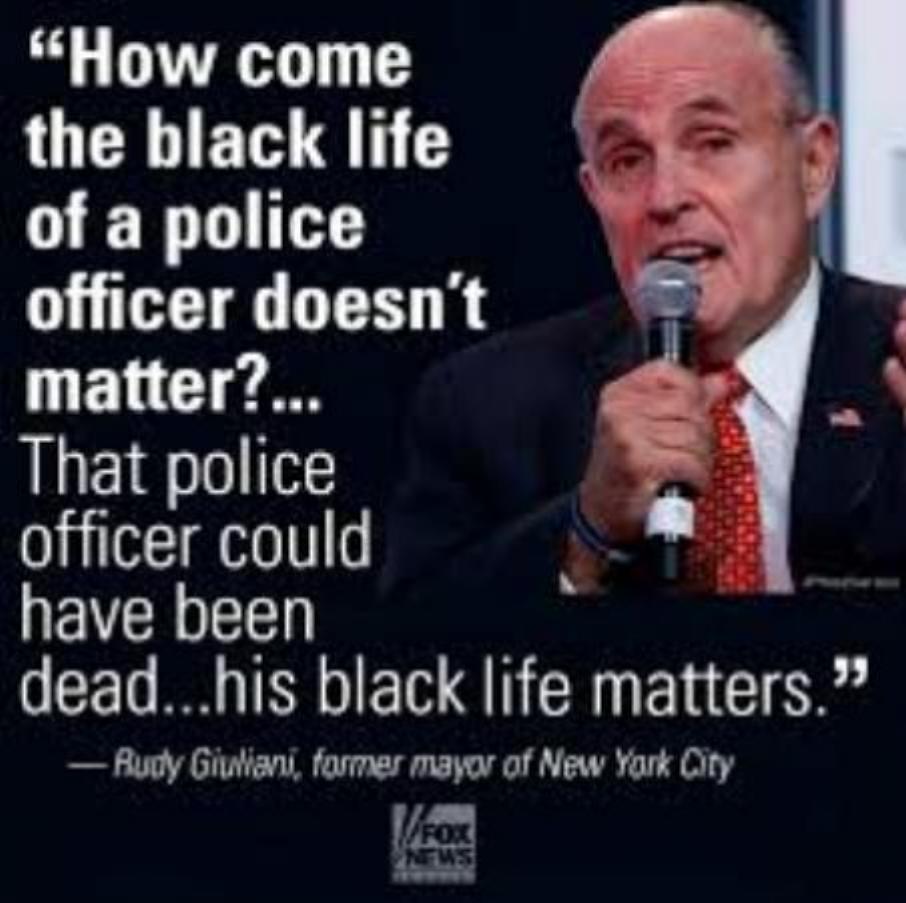 “How come
the black life
of a police
officer doesn't
matter?...
That police
officer could
have been
dead...his black life matters.”
— Rudy Giuliani, former mayor of New York City
FOX
NEWS